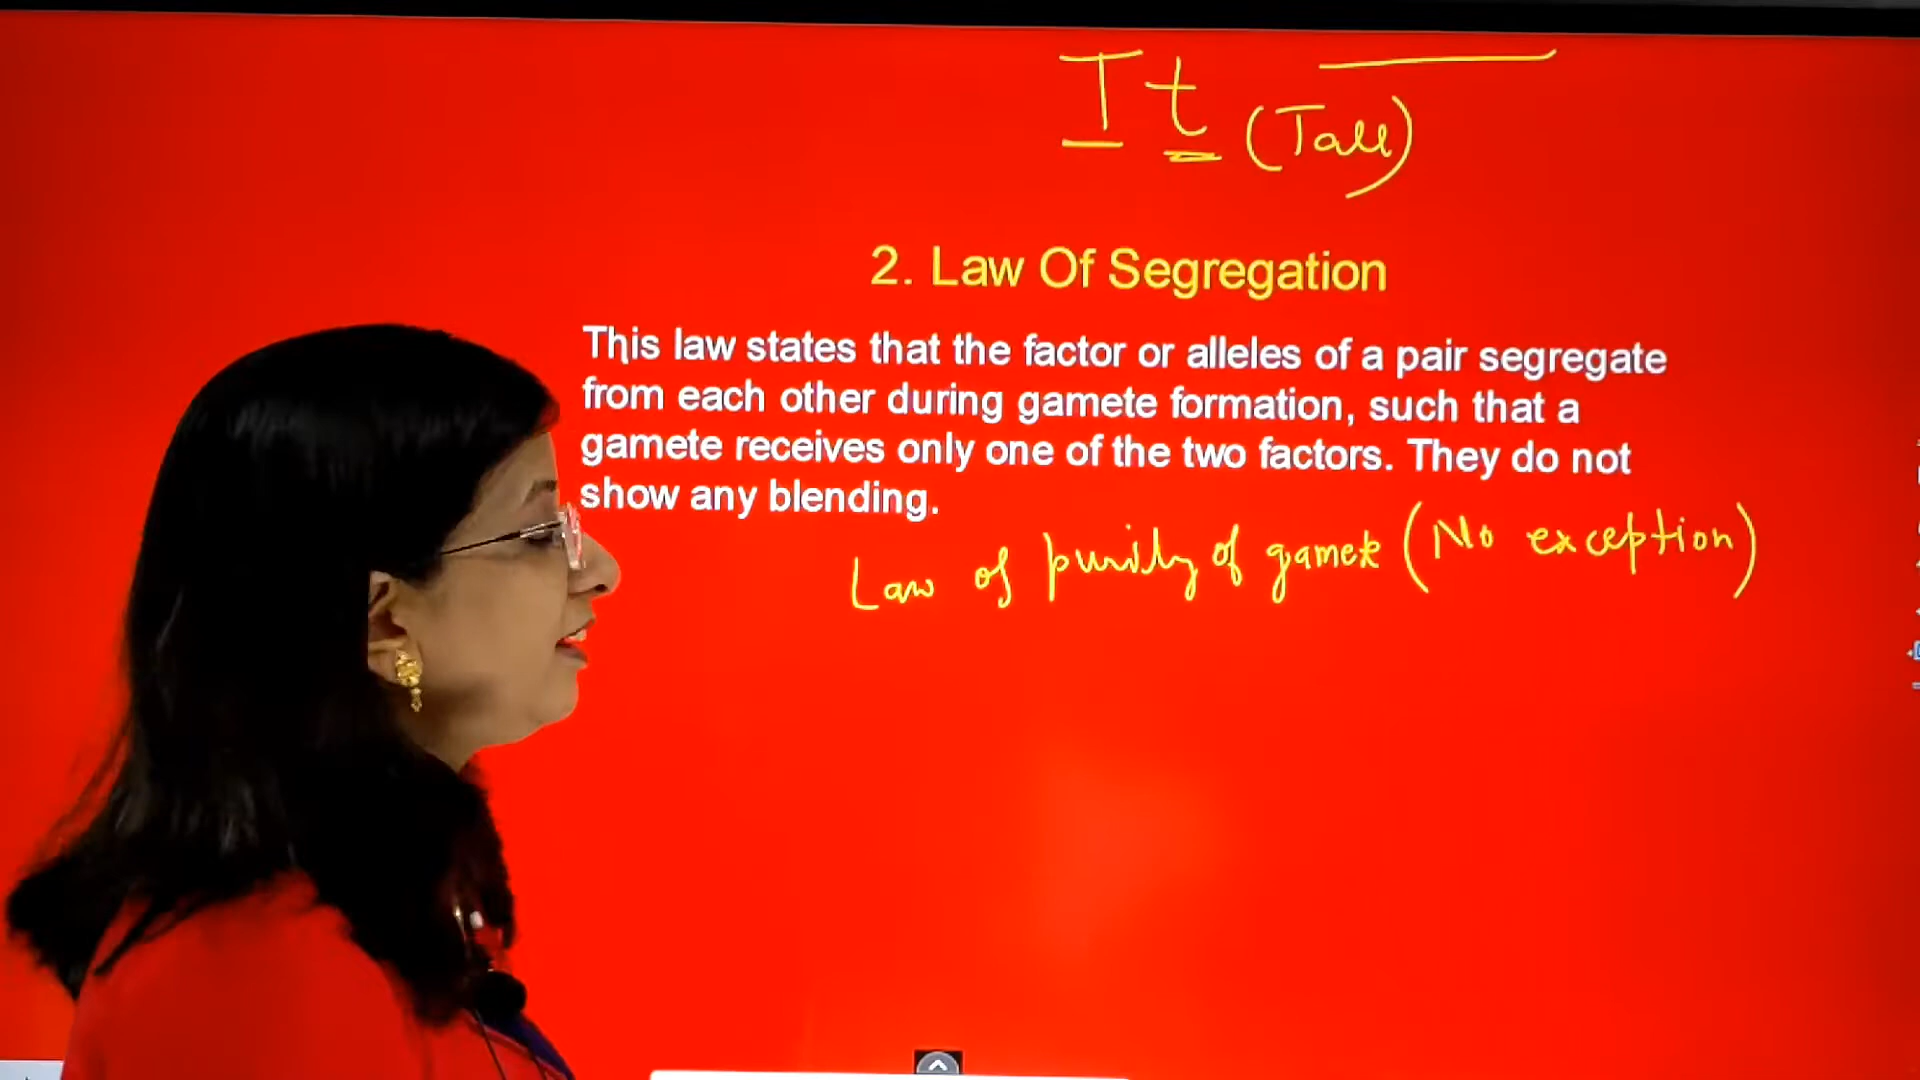 T t (Tall)
2. Law Of Segregation
This law states that the factor or alleles of a pair segregate
from each other during gamete formation, such that a
gamete receives only one of the two factors. They do not
show any blending.
Law of purity of gamete (No exception)